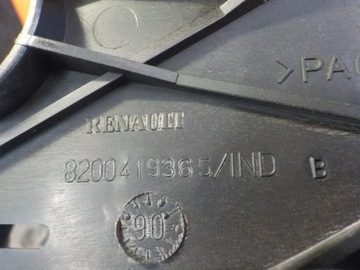 >PA
RENAULT
8200419365/IND B
90